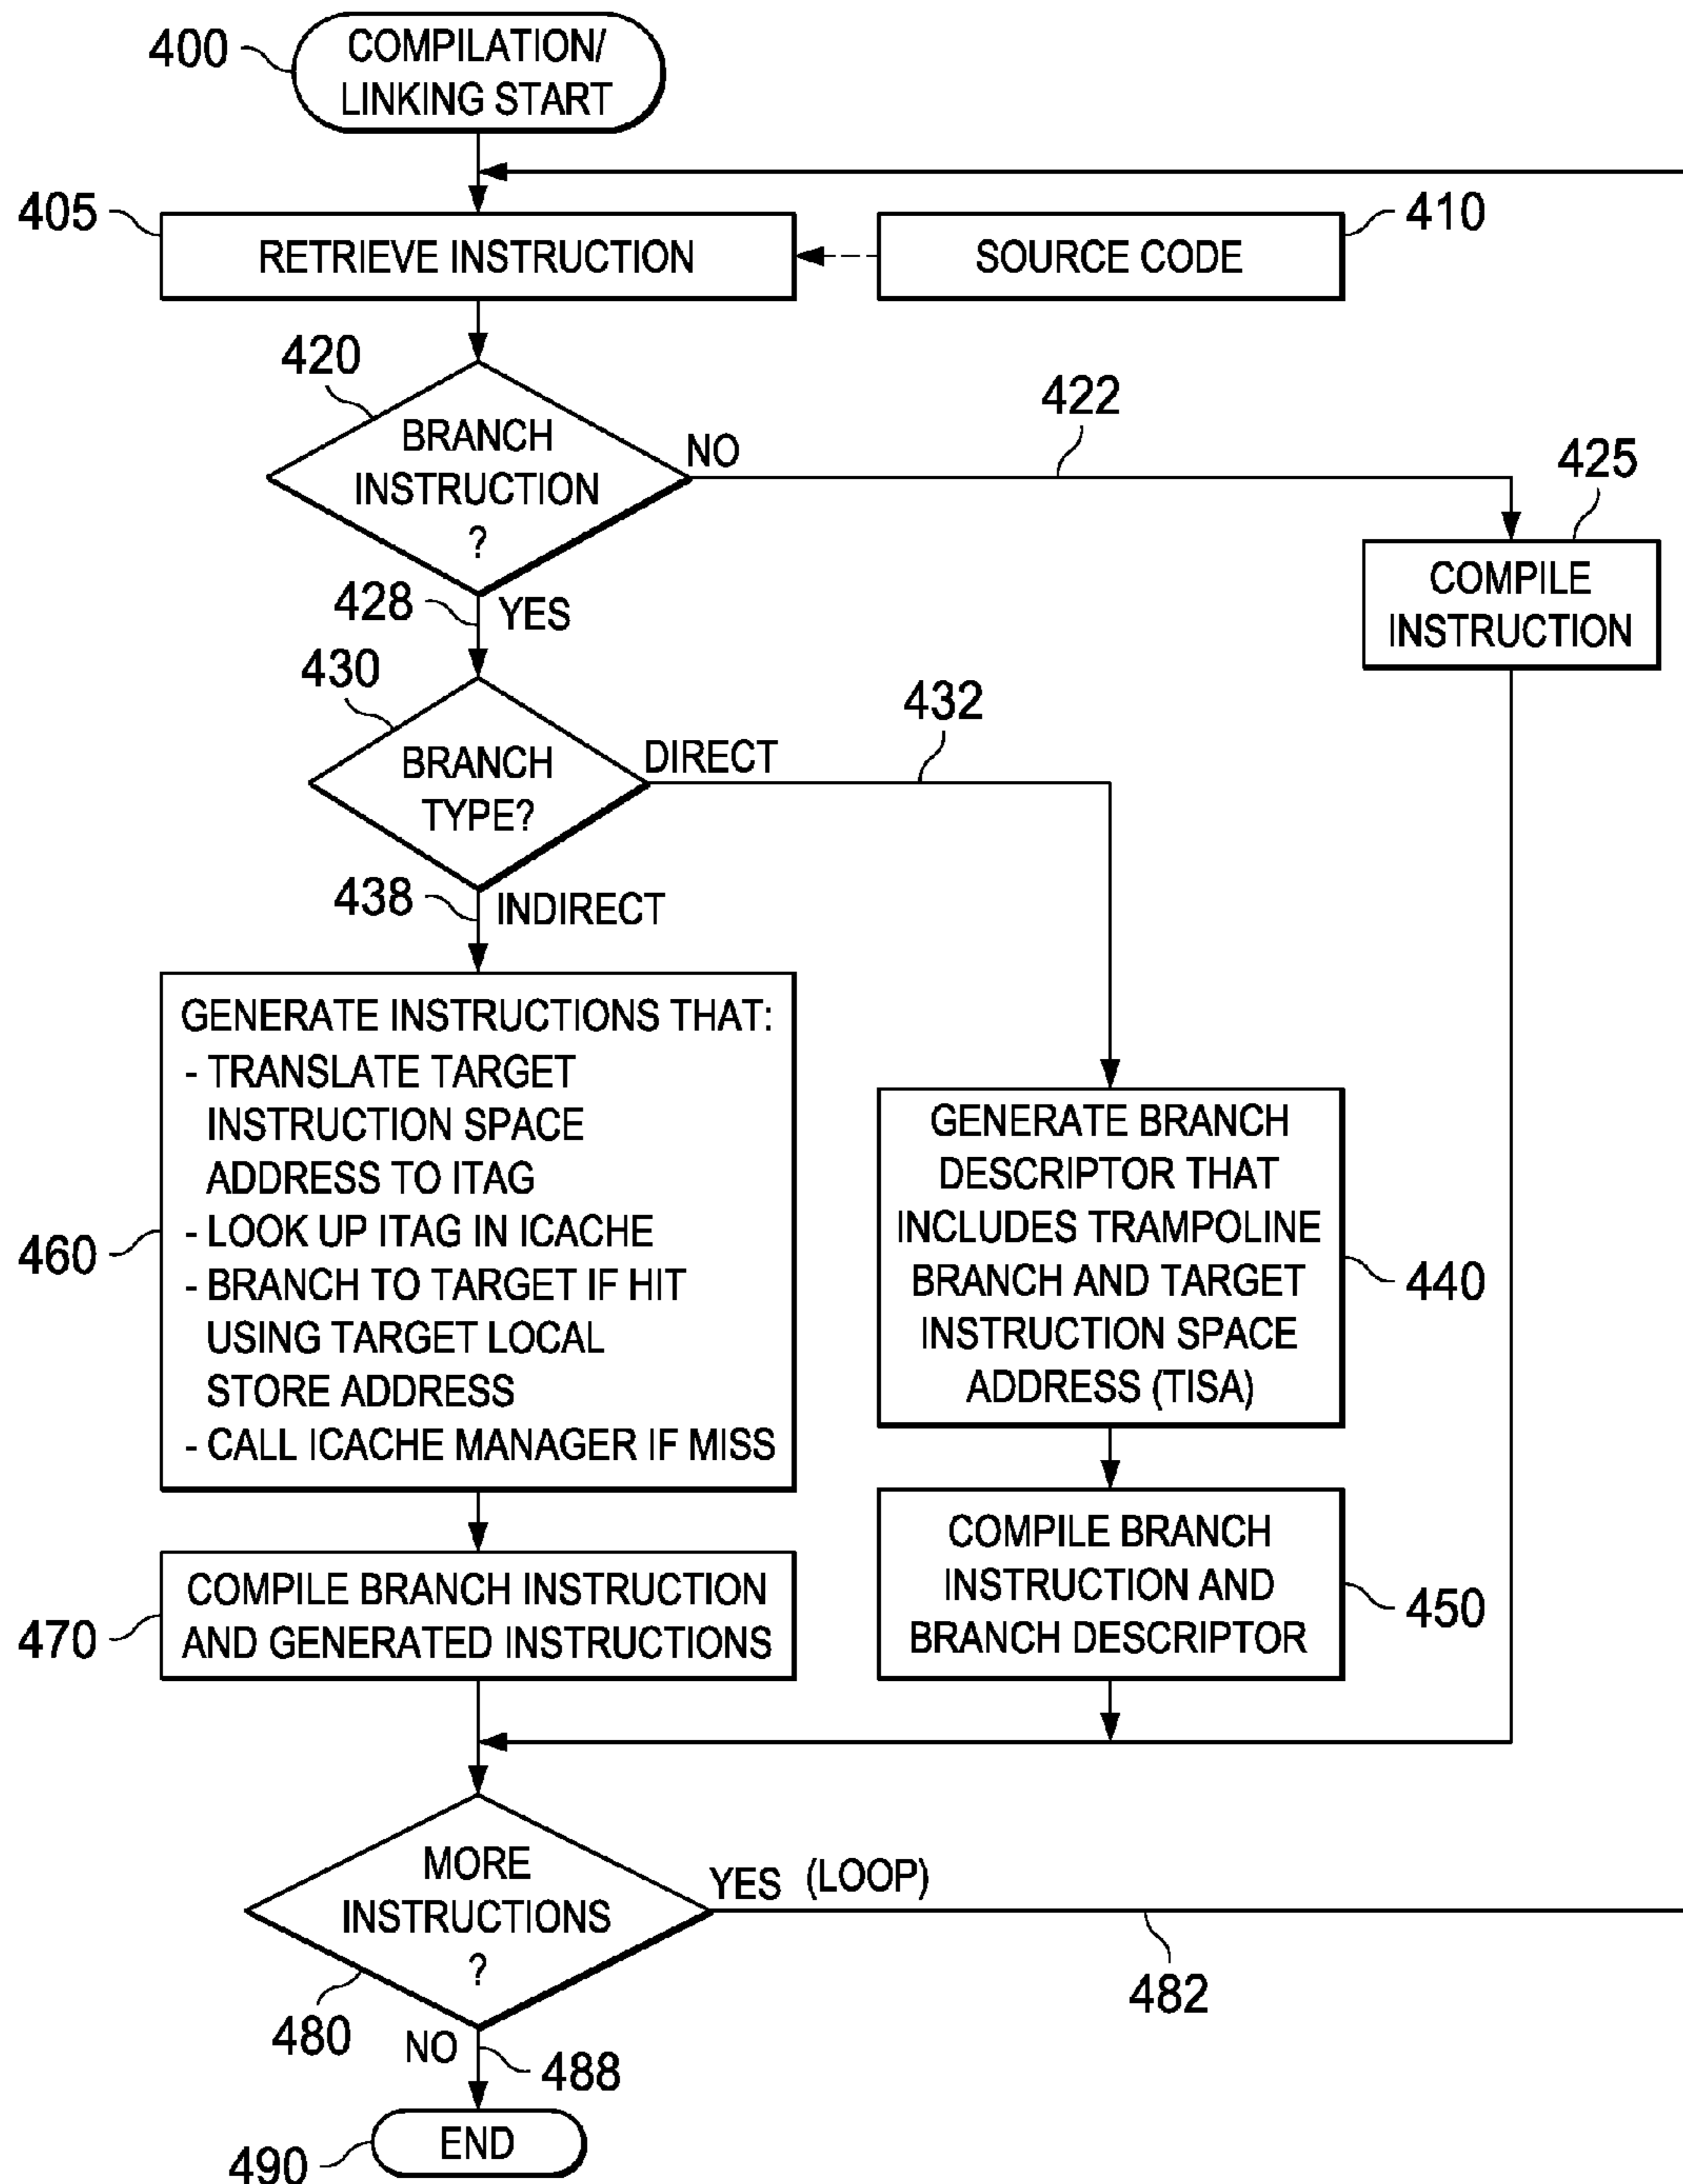 400
COMPILATION/
LINKING START
405
RETRIEVE INSTRUCTION
SOURCE CODE
410
420
BRANCH
INSTRUCTION
?
NO
422
425
COMPILE
INSTRUCTION
428
YES
430
BRANCH
TYPE?
DIRECT
432
438
INDIRECT
460
GENERATE INSTRUCTIONS THAT:
- TRANSLATE TARGET
INSTRUCTION SPACE
ADDRESS TO ITAG
- LOOK UP ITAG IN ICACHE
- BRANCH TO TARGET IF HIT
USING TARGET LOCAL
STORE ADDRESS
- CALL ICACHE MANAGER IF MISS
GENERATE BRANCH
DESCRIPTOR THAT
INCLUDES TRAMPOLINE
BRANCH AND TARGET
INSTRUCTION SPACE
ADDRESS (TISA)
440
470
COMPILE BRANCH INSTRUCTION
AND GENERATED INSTRUCTIONS
COMPILE BRANCH
INSTRUCTION AND
BRANCH DESCRIPTOR
450
MORE
INSTRUCTIONS
?
YES (LOOP)
482
480
NO
488
END
490